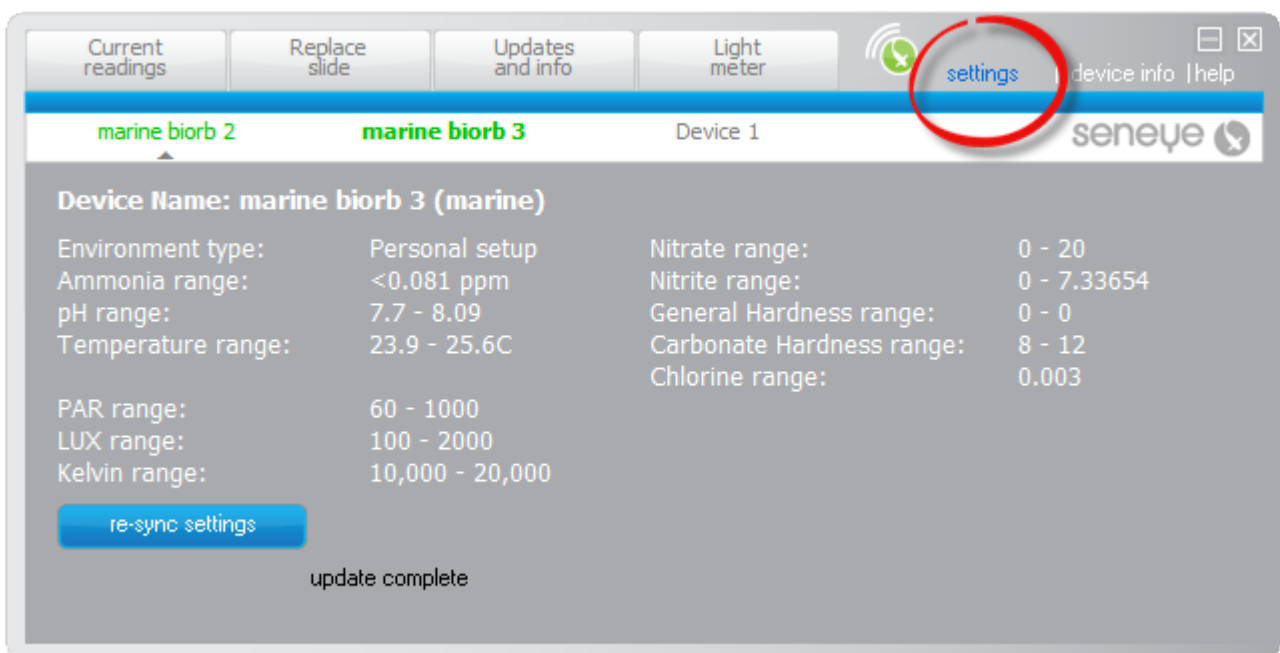 Current readings
Replace slide
Updates and info
Light meter
settings | device info | help
marine biorb 2 marine biorb 3 Device 1 seneye
Device Name: marine biorb 3 (marine)
Environment type: Personal setup
Ammonia range: <0.081 ppm
pH range: 7.7 - 8.09
Temperature range: 23.9 - 25.6C
PAR range: 60 - 1000
LUX range: 100 - 2000
Kelvin range: 10,000 - 20,000
Nitrate range: 0 - 20
Nitrite range: 0 - 7.33654
General Hardness range: 0 - 0
Carbonate Hardness range: 8 - 12
Chlorine range: 0.003
re-sync settings
update complete